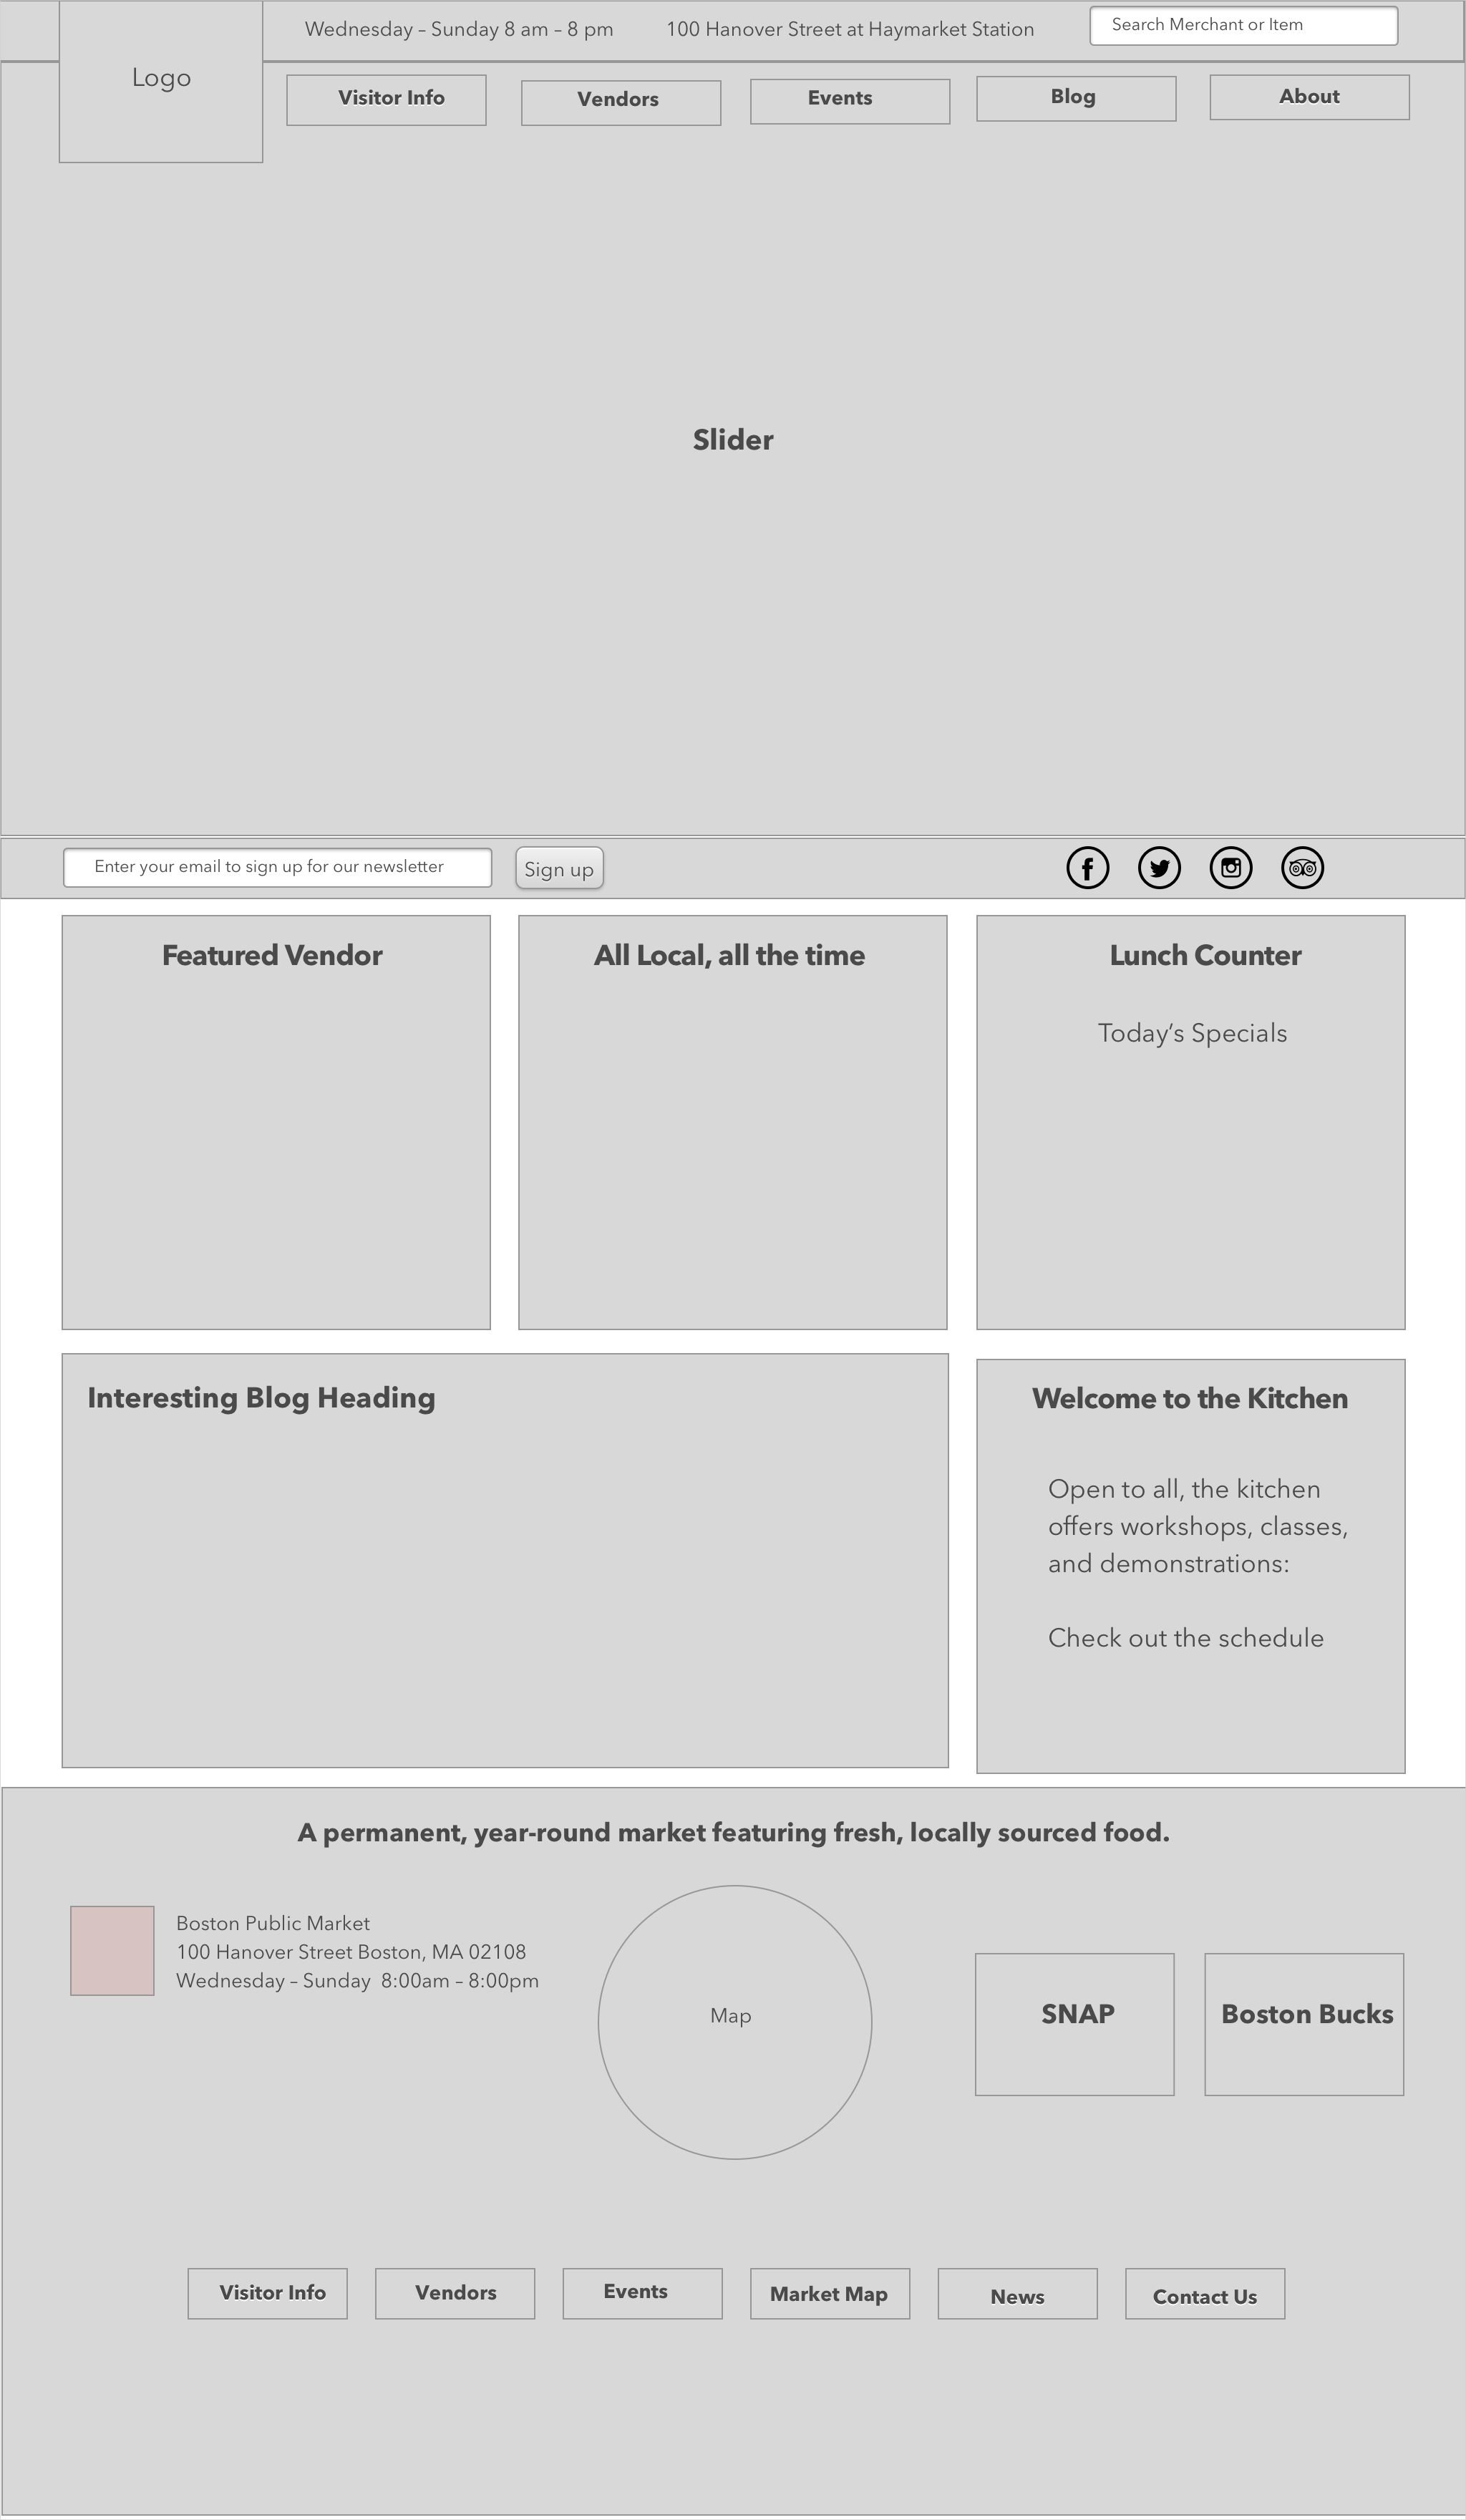 Wednesday – Sunday 8 am – 8 pm
100 Hanover Street at Haymarket Station
Search Merchant or Item
Logo
Visitor Info
Vendors
Events
Blog
About
Slider
Enter your email to sign up for our newsletter
Sign up
Featured Vendor
All Local, all the time
Lunch Counter
Today’s Specials
Interesting Blog Heading
Welcome to the Kitchen
Open to all, the kitchen
offers workshops, classes,
and demonstrations:
Check out the schedule
A permanent, year-round market featuring fresh, locally sourced food.
Boston Public Market
100 Hanover Street Boston, MA 02108
Wednesday – Sunday  8:00am – 8:00pm
Map
SNAP
Boston Bucks
Visitor Info
Vendors
Events
Market Map
News
Contact Us